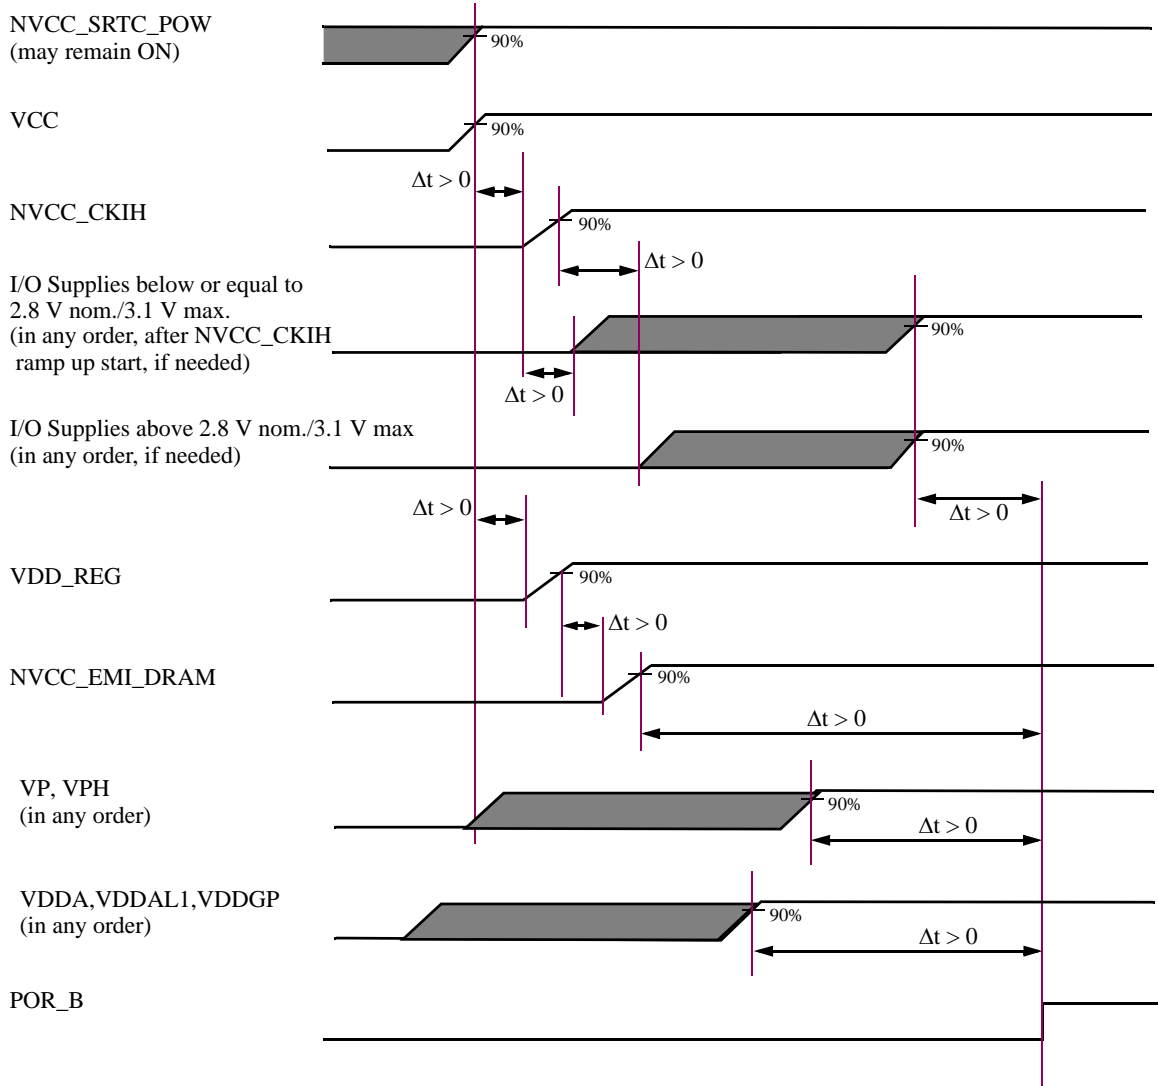 NVCC_SRTC_POW
(may remain ON)
90%
VCC
90%
Δt > 0
NVCC_CKIH
90%
Δt > 0
I/O Supplies below or equal to
2.8 V nom./3.1 V max.
(in any order, after NVCC_CKIH
ramp up start, if needed)
90%
Δt > 0
I/O Supplies above 2.8 V nom./3.1 V max
(in any order, if needed)
90%
Δt > 0
Δt > 0
VDD_REG
90%
Δt > 0
NVCC_EMI_DRAM
90%
Δt > 0
VP, VPH
(in any order)
90%
Δt > 0
VDDA,VDDAL1,VDDGP
(in any order)
90%
Δt > 0
POR_B